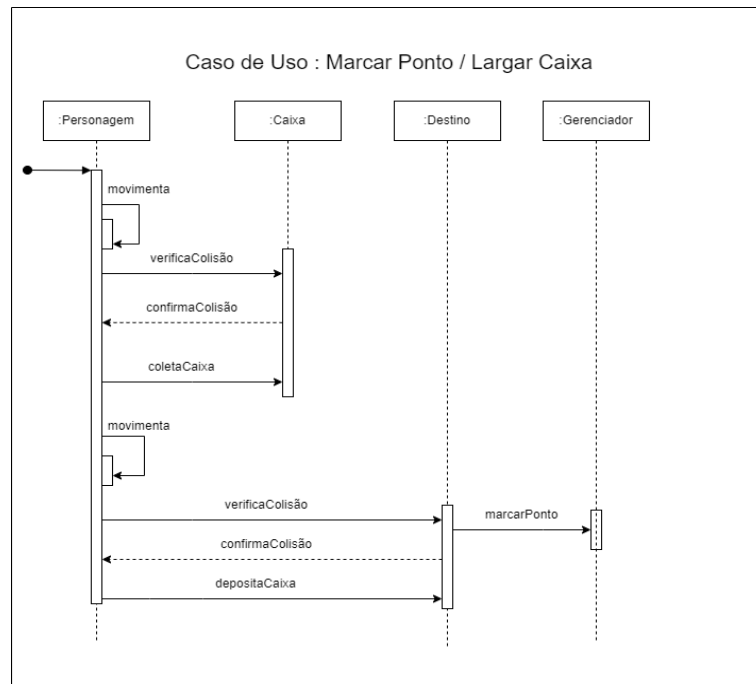 Caso de Uso : Marcar Ponto / Largar Caixa
:Personagem
:Caixa
:Destino
:Gerenciador
movimenta
verificaColisão
confirmaColisão
coletaCaixa
movimenta
verificaColisão
marcarPonto
confirmaColisão
depositaCaixa